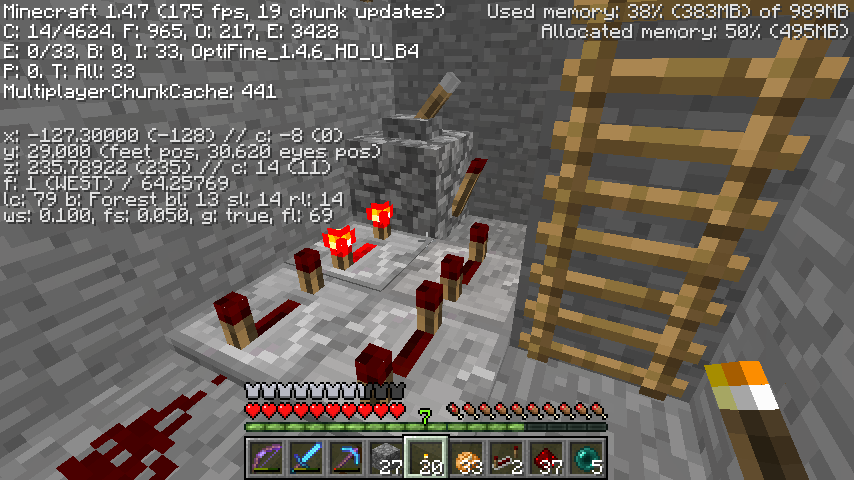 Minecraft 1.4.7 (175 fps, 19 chunk updates)
Used memory: 38% (383MB) of 989MB
C: 14/4624, F: 965, O: 217, E: 3428
Allocated memory: 50% (495MB)
E: 0/33, B: 0, I: 33, OptiFine_1.4.6_HD_U_B4
P: 0, T: All: 33
MultiplayerChunkCache: 441
x: -127.30000 (-128) // c: -8 (0)
y: 29.000 (feet pos, 30.620 eyes pos)
z: 235.78922 (235) // c: 14 (11)
f: 1 (WEST) / 64.25769
lc: 79 b: Forest bl: 13 sl: 14 rl: 14
ws: 0.100, fs: 0.050, g: true, fl: 69
7
27 20 33 2 37 5